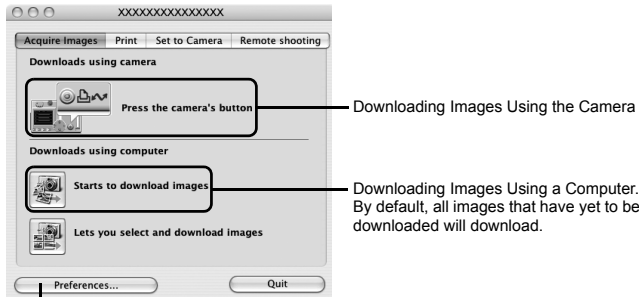 XXXXXXXXXXXXXXX
Acquire Images Print Set to Camera Remote shooting
Downloads using camera
Press the camera's button
Downloading Images Using the Camera
Downloads using computer
Starts to download images
Downloading Images Using a Computer.
By default, all images that have yet to be
downloaded will download.
Lets you select and download images
Preferences... Quit